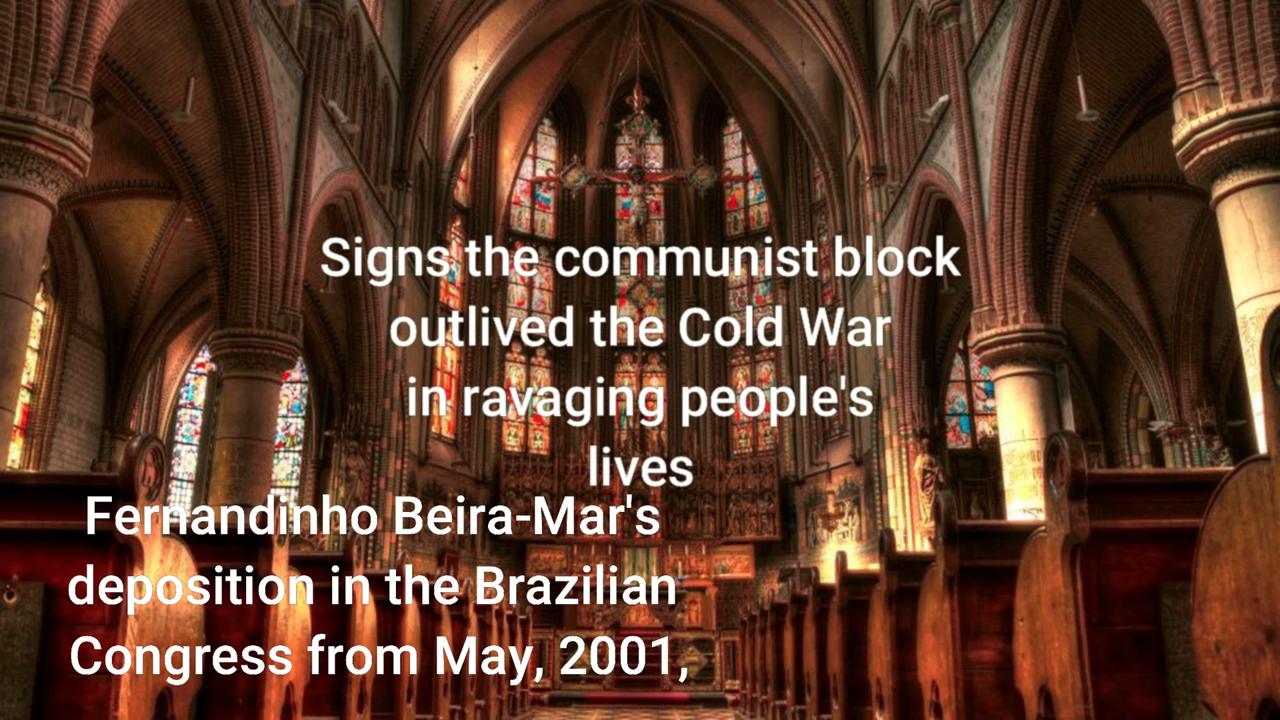 Signs the communist block
outlived the Cold War
in ravaging people's
lives
Fernandinho Beira-Mar's
deposition in the Brazilian
Congress from May, 2001,